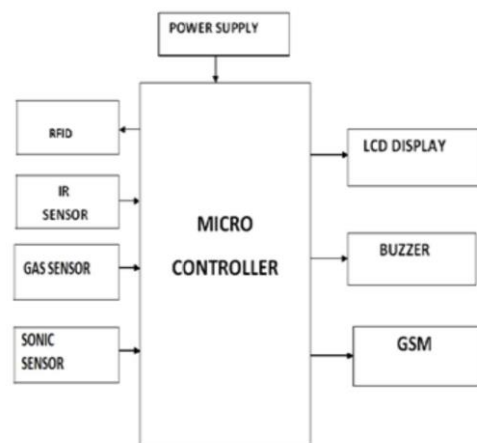 POWER SUPPLY
RFID
IR
SENSOR
GAS SENSOR
SONIC
SENSOR
MICRO
CONTROLLER
LCD DISPLAY
BUZZER
GSM